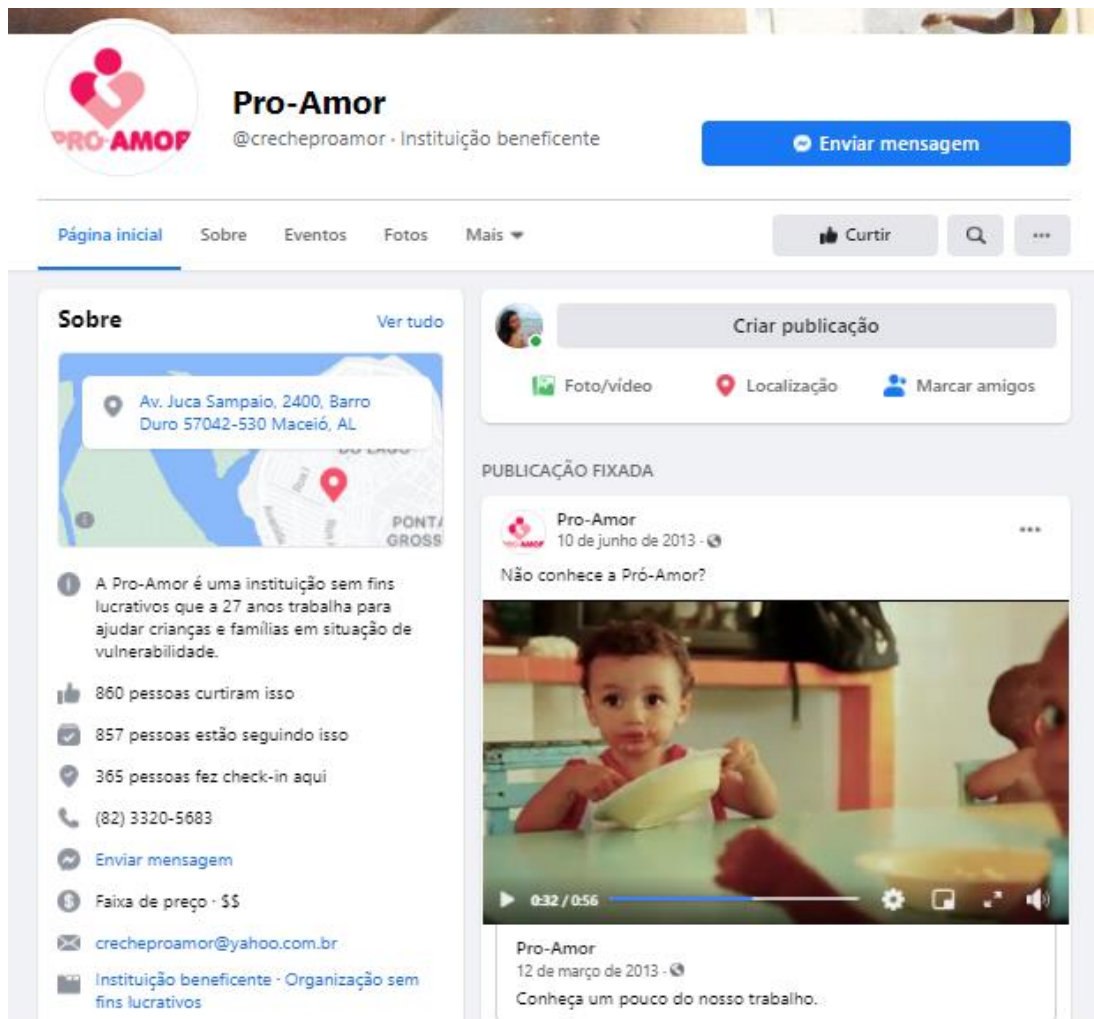 PRO-AMOR
Pro-Amor
@crecheproamor · Instituição beneficente
Enviar mensagem
Página inicial
Sobre
Eventos
Fotos
Mais
Curtir
Sobre
Ver tudo
Av. Juca Sampaio, 2400, Barro
Duro 57042-530 Maceió, AL
DO LAGO
Rua I
Rua
PONTA
GROSS
A Pro-Amor é uma instituição sem fins
lucrativos que a 27 anos trabalha para
ajudar crianças e famílias em situação de
vulnerabilidade.
860 pessoas curtiram isso
857 pessoas estão seguindo isso
365 pessoas fez check-in aqui
(82) 3320-5683
Enviar mensagem
Faixa de preço · $$
crecheproamor@yahoo.com.br
Instituição beneficente · Organização sem
fins lucrativos
Criar publicação
Foto/vídeo
Localização
Marcar amigos
PUBLICAÇÃO FIXADA
PRO-AMOR
Pro-Amor
10 de junho de 2013 ·
Não conhece a Pró-Amor?
0:32 / 0:56
Pro-Amor
12 de março de 2013 ·
Conheça um pouco do nosso trabalho.